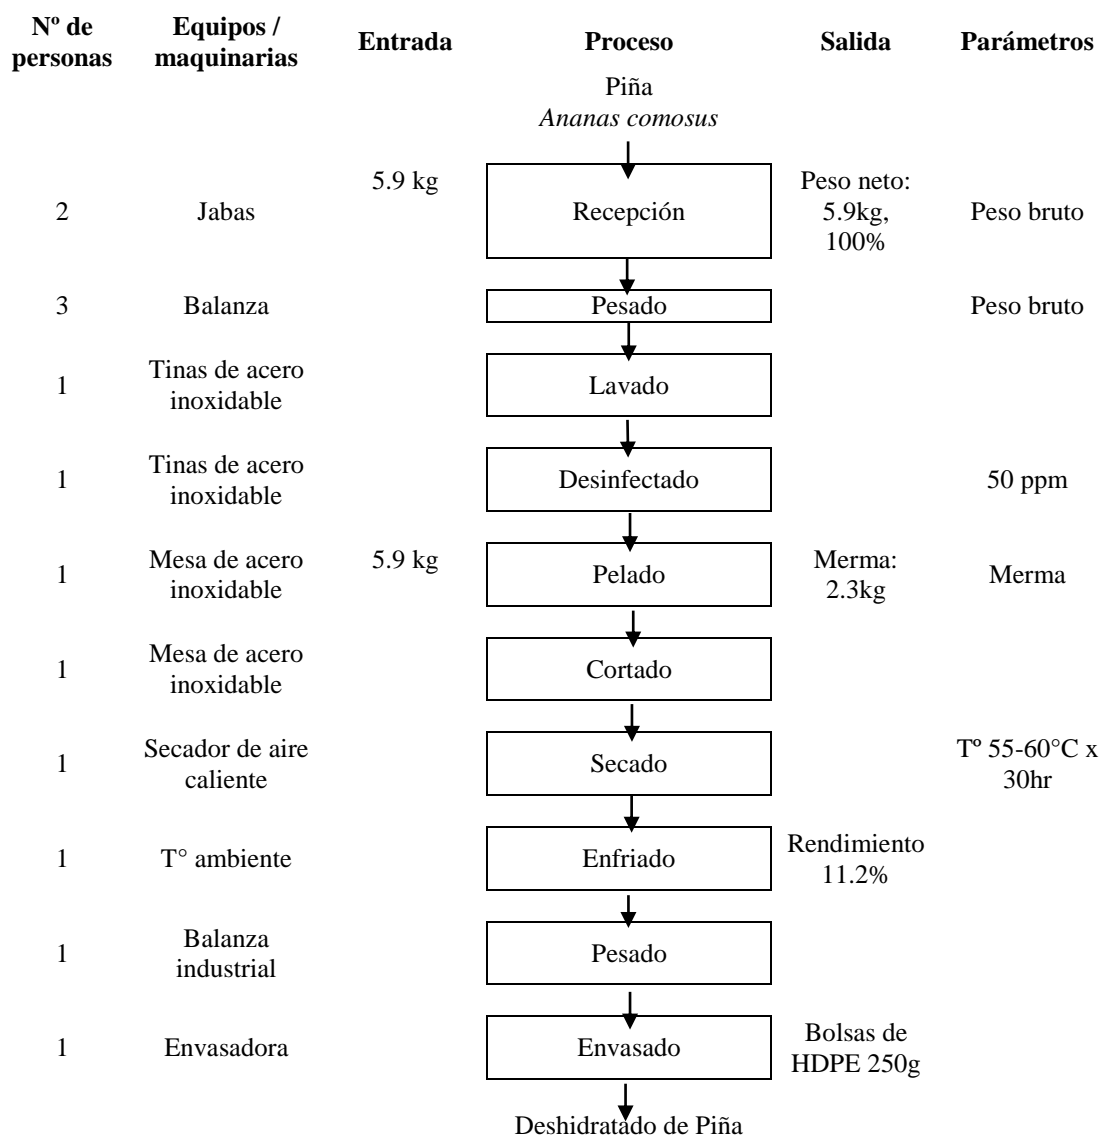 Nº de personas Equipos / maquinarias Entrada Proceso Salida Parámetros
Piña
Ananas comosus
2 Jabas 5.9 kg Recepción Peso neto: 5.9kg, 100% Peso bruto
3 Balanza Pesado Peso bruto
1 Tinas de acero inoxidable Lavado
1 Tinas de acero inoxidable Desinfectado 50 ppm
1 Mesa de acero inoxidable 5.9 kg Pelado Merma: 2.3kg Merma
1 Mesa de acero inoxidable Cortado
1 Secador de aire caliente Secado Tº 55-60°C x 30hr
1 T° ambiente Enfriado Rendimiento 11.2%
1 Balanza industrial Pesado
1 Envasadora Envasado Bolsas de HDPE 250g
Deshidratado de Piña